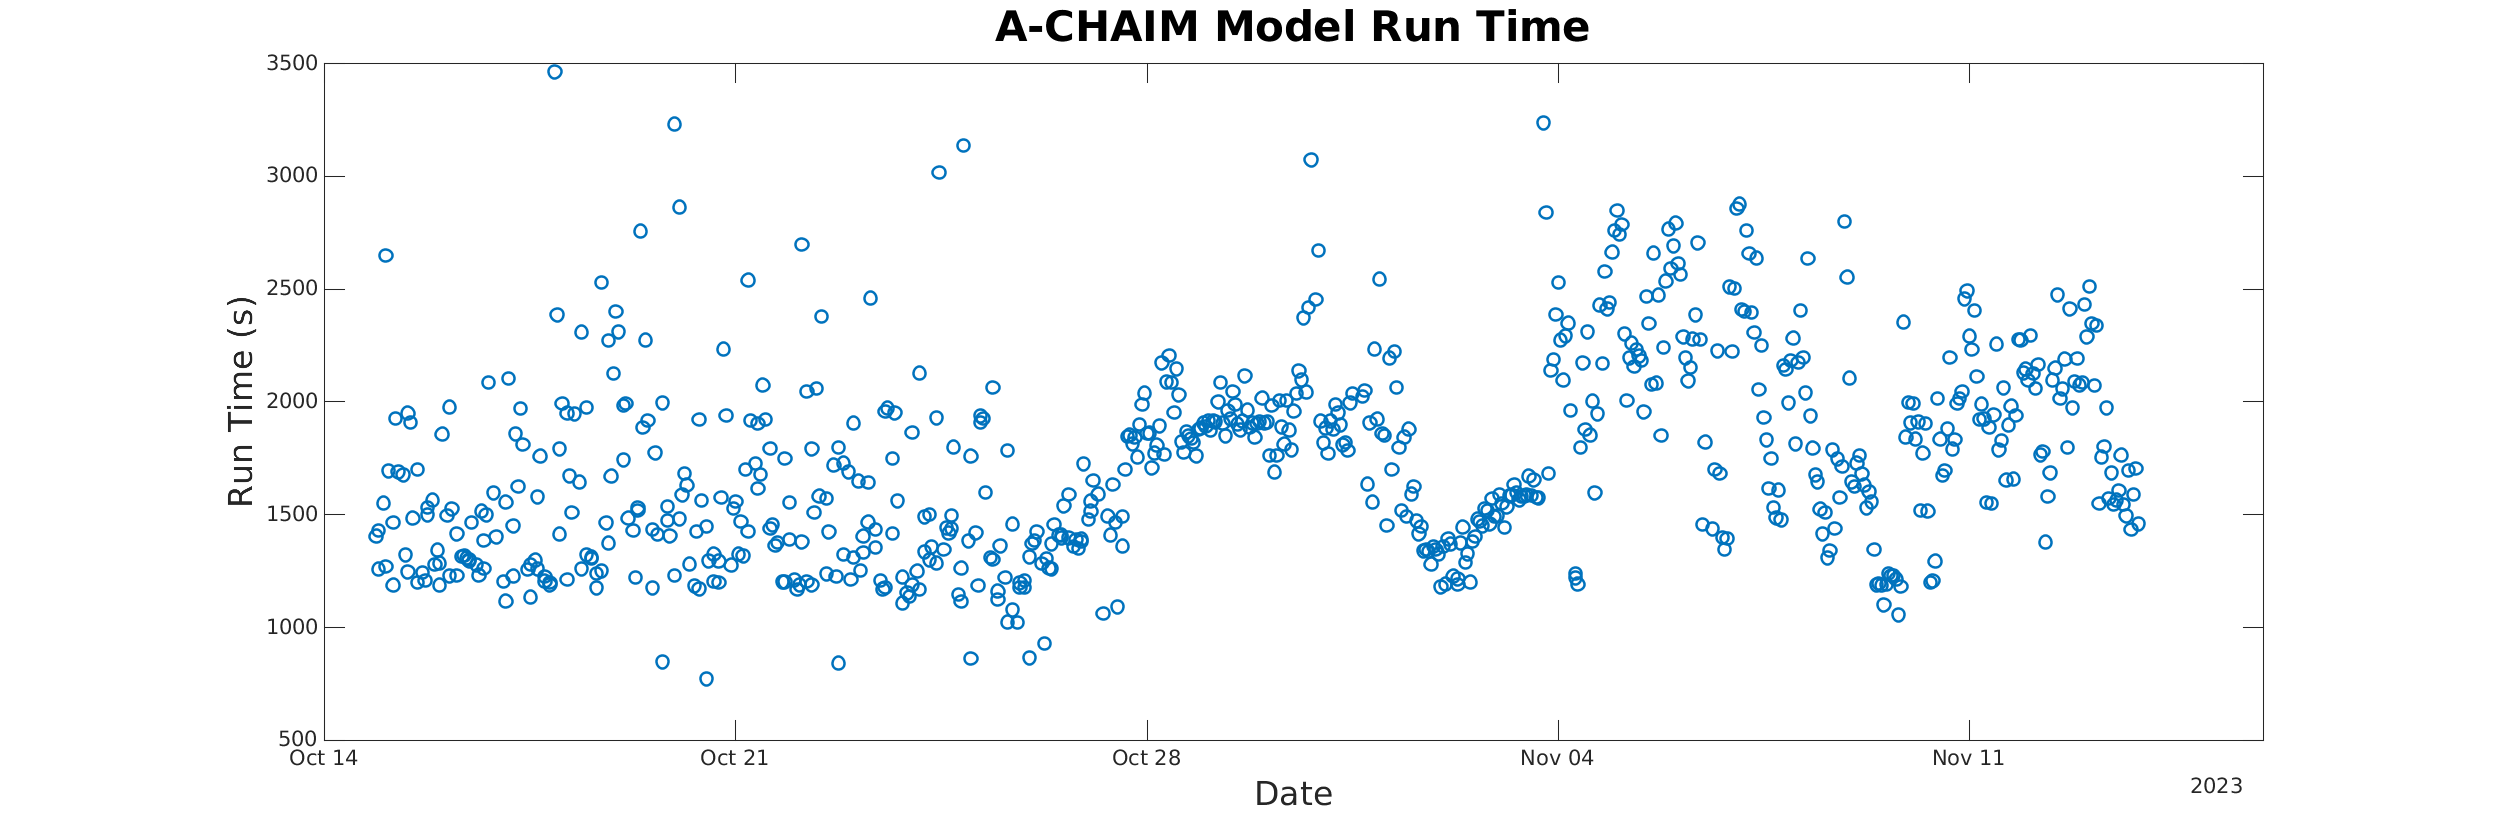 A-CHAIM Model Run Time
3500
3000
2500
2000
1500
1000
500
Run Time (s)
Oct 14
Oct 21
Oct 28
Nov 04
Nov 11
2023
Date